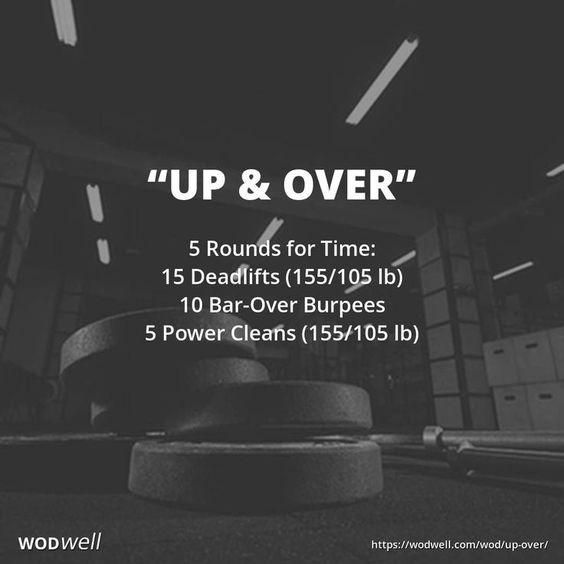 “UP & OVER”
5 Rounds for Time:
15 Deadlifts (155/105 lb)
10 Bar-Over Burpees
5 Power Cleans (155/105 lb)
WODwell
https://wodwell.com/wod/up-over/